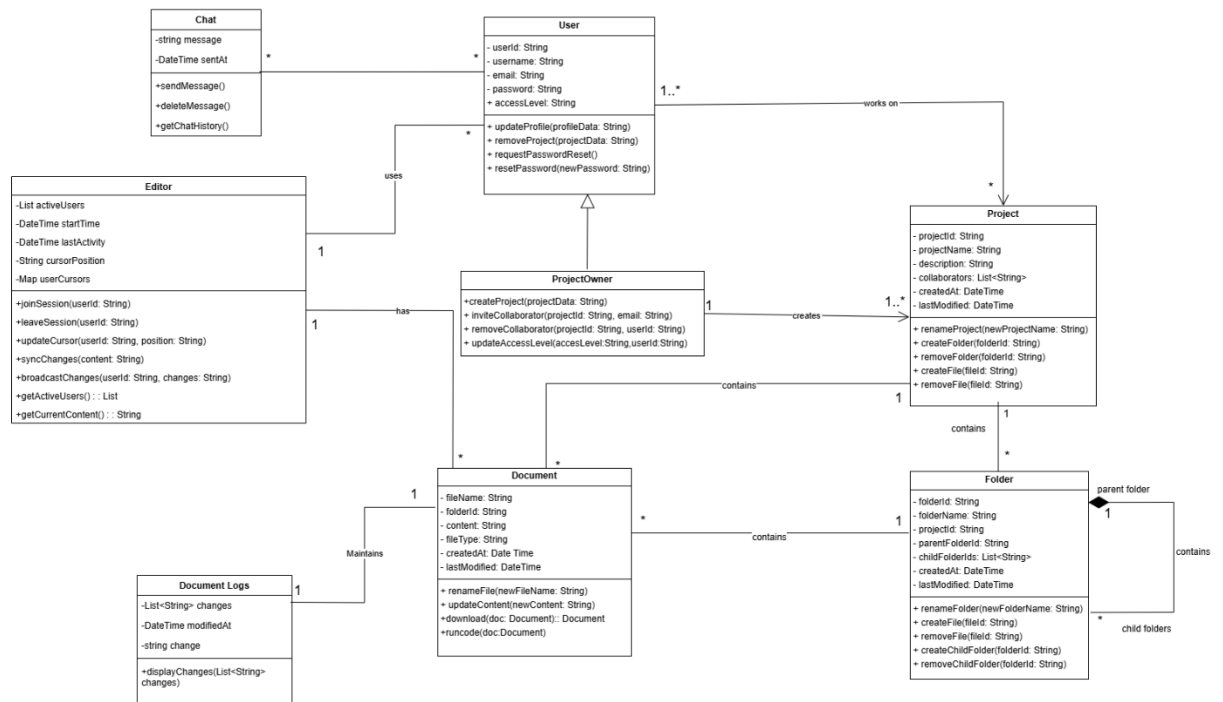 Chat
-string message
-DateTime sentAt
+sendMessage()
+deleteMessage()
+getChatHistory()
*
*
User
- userId: String
- username: String
- email: String
- password: String
+ accessLevel: String
+ updateProfile(profileData: String)
+ removeProject(projectData: String)
+ requestPasswordReset()
+ resetPassword(newPassword: String)
1..*
works on
*
*
uses
1
Editor
-List activeUsers
-DateTime startTime
-DateTime lastActivity
-String cursorPosition
-Map userCursors
+joinSession(userId: String)
+leaveSession(userId: String)
+updateCursor(userId: String, position: String)
+syncChanges(content: String)
+broadcastChanges(userId: String, changes: String)
+getActiveUsers() : : List
+getCurrentContent() : : String
1
has
*
ProjectOwner
+createProject(projectData: String)
+inviteCollaborator(projectId: String, email: String)
+removeCollaborator(projectId: String, userId: String)
+updateAccessLevel(accesLevel:String,userId:String)
1
creates
1..*
Project
- projectId: String
- projectName: String
- description: String
- collaborators: List<String>
- createdAt: DateTime
- lastModified: DateTime
+ renameProject(newProjectName: String)
+ createFolder(folderId: String)
+ removeFolder(folderId: String)
+ createFile(fileId: String)
+ removeFile(fileId: String)
contains
1
*
1
contains
*
Document
- fileName: String
- folderId: String
- content: String
- fileType: String
- createdAt: Date Time
- lastModified: DateTime
+ renameFile(newFileName: String)
+ updateContent(newContent: String)
+download(doc: Document):: Document
+runcode(doc:Document)
*
contains
1
Folder
- folderId: String
- folderName: String
- projectId: String
- parentFolderId: String
- childFolderIds: List<String>
- createdAt: DateTime
- lastModified: DateTime
+ renameFolder(newFolderName: String)
+ createFile(fileId: String)
+ removeFile(fileId: String)
+ createChildFolder(folderId: String)
+ removeChildFolder(folderId: String)
parent folder
1
contains
*
child folders
1
Maintains
1
Document Logs
-List<String> changes
-DateTime modifiedAt
-string change
+displayChanges(List<String>
changes)